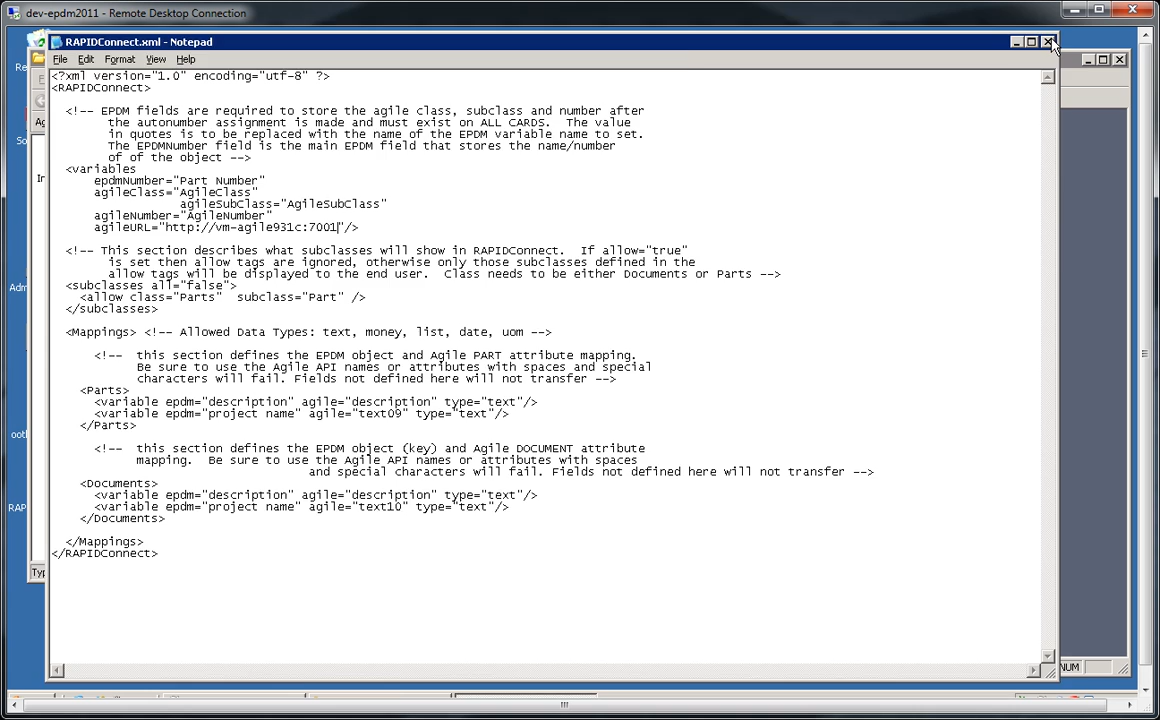 dev-epdm2011 - Remote Desktop Connection
RAPIDConnect.xml - Notepad
File Edit Format View Help
<?xml version="1.0" encoding="utf-8" ?>
<RAPIDConnect>
<!-- EPDM fields are required to store the agile class, subclass and number after
the autonumber assignment is made and must exist on ALL CARDS. The value
in quotes is to be replaced with the name of the EPDM variable name to set.
The EPDMNumber field is the main EPDM field that stores the name/number
of of the object -->
<variables
epdmNumber="Part Number"
agileClass="AgileClass"
agileSubClass="AgileSubClass"
agileNumber="AgileNumber"
agileURL="http://vm-agile931c:7001"/>
<!-- This section describes what subclasses will show in RAPIDConnect. If allow="true"
is set then allow tags are ignored, otherwise only those subclasses defined in the
allow tags will be displayed to the end user. Class needs to be either Documents or Parts -->
<subclasses all="false">
<allow class="Parts" subclass="Part" />
</subclasses>
<Mappings> <!-- Allowed Data Types: text, money, list, date, uom -->
<!-- this section defines the EPDM object and Agile PART attribute mapping.
Be sure to use the Agile API names or attributes with spaces and special
characters will fail. Fields not defined here will not transfer -->
<Parts>
<variable epdm="description" agile="description" type="text"/>
<variable epdm="project name" agile="text09" type="text"/>
</Parts>
<!-- this section defines the EPDM object (key) and Agile DOCUMENT attribute
mapping. Be sure to use the Agile API names or attributes with spaces
and special characters will fail. Fields not defined here will not transfer -->
<Documents>
<variable epdm="description" agile="description" type="text"/>
<variable epdm="project name" agile="text10" type="text"/>
</Documents>
</Mappings>
</RAPIDConnect>
Re
Ag
So
In
Adm
oot
RAP
Typ
NUM